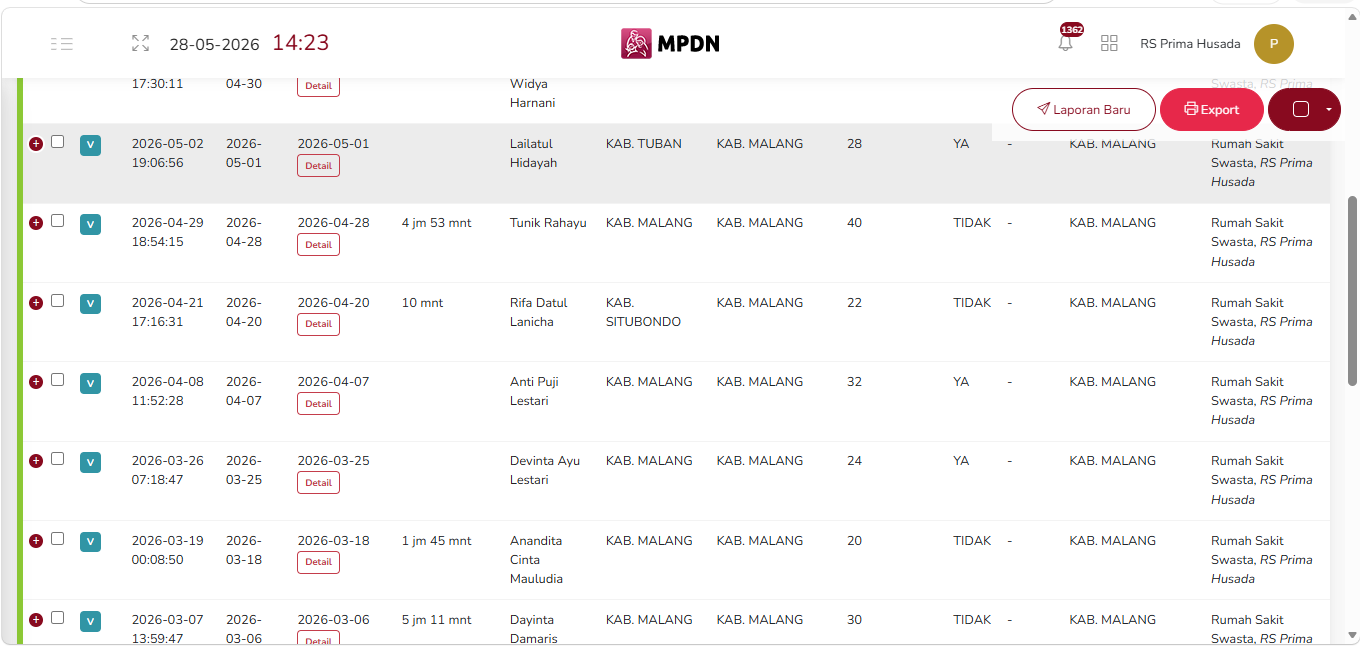 28-05-2026 14:23 MPDN 1362 RS Prima Husada P
17:30:11 04-30 Detail Widya Swasta, RS Prima
Harnani
Laporan Baru Export
V 2026-05-02 2026- 2026-05-01 Lailatul KAB. TUBAN KAB. MALANG 28 YA - KAB. MALANG Rumah Sakit
19:06:56 05-01 Detail Hidayah Swasta, RS Prima
Husada
V 2026-04-29 2026- 2026-04-28 4 jm 53 mnt Tunik Rahayu KAB. MALANG KAB. MALANG 40 TIDAK - KAB. MALANG Rumah Sakit
18:54:15 04-28 Detail Swasta, RS Prima
Husada
V 2026-04-21 2026- 2026-04-20 10 mnt Rifa Datul KAB. KAB. MALANG 22 TIDAK - KAB. MALANG Rumah Sakit
17:16:31 04-20 Detail Lanicha SITUBONDO Swasta, RS Prima
Husada
V 2026-04-08 2026- 2026-04-07 Anti Puji KAB. MALANG KAB. MALANG 32 YA - KAB. MALANG Rumah Sakit
11:52:28 04-07 Detail Lestari Swasta, RS Prima
Husada
V 2026-03-26 2026- 2026-03-25 Devinta Ayu KAB. MALANG KAB. MALANG 24 YA - KAB. MALANG Rumah Sakit
07:18:47 03-25 Detail Lestari Swasta, RS Prima
Husada
V 2026-03-19 2026- 2026-03-18 1 jm 45 mnt Anandita KAB. MALANG KAB. MALANG 20 TIDAK - KAB. MALANG Rumah Sakit
00:08:50 03-18 Detail Cinta Swasta, RS Prima
Mauludia Husada
V 2026-03-07 2026- 2026-03-06 5 jm 11 mnt Dayinta KAB. MALANG KAB. MALANG 30 TIDAK - KAB. MALANG Rumah Sakit
13:59:47 03-06 Detail Damaris Swasta, RS Prima